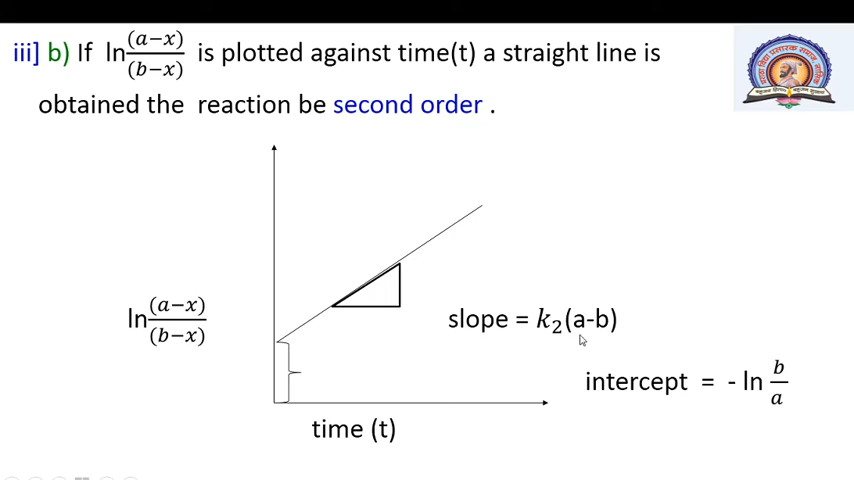 iii] b) If ln(a−x)/(b−x) is plotted against time(t) a straight line is
obtained the reaction be second order .
ln(a−x)/(b−x)
slope = k₂(a-b)
intercept = - ln b/a
time (t)